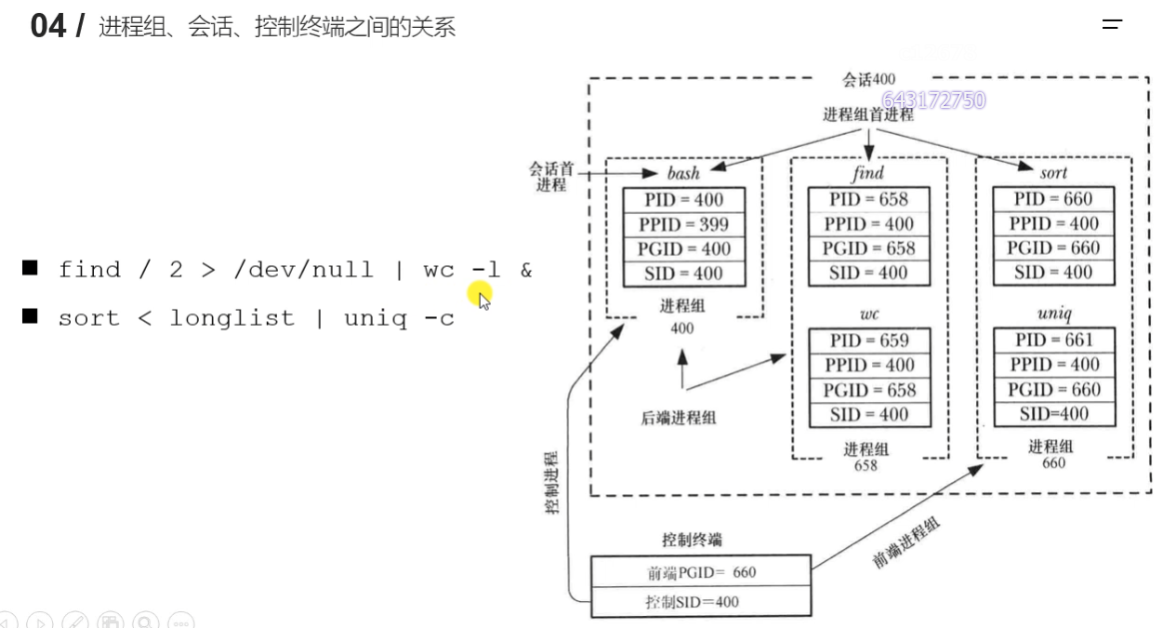 04 / 进程组、会话、控制终端之间的关系
会话400
643172750
进程组首进程
会话首
进程
bash
PID = 400
PPID = 399
PGID = 400
SID = 400
进程组
400
find
PID = 658
PPID = 400
PGID = 658
SID = 400
wc
PID = 659
PPID = 400
PGID = 658
SID = 400
进程组
658
sort
PID = 660
PPID = 400
PGID = 660
SID = 400
uniq
PID = 661
PPID = 400
PGID = 660
SID=400
进程组
660
find / 2 > /dev/null | wc -l &
sort < longlist | uniq -c
后端进程组
控制进程
前端进程组
控制终端
前端PGID= 660
控制SID=400